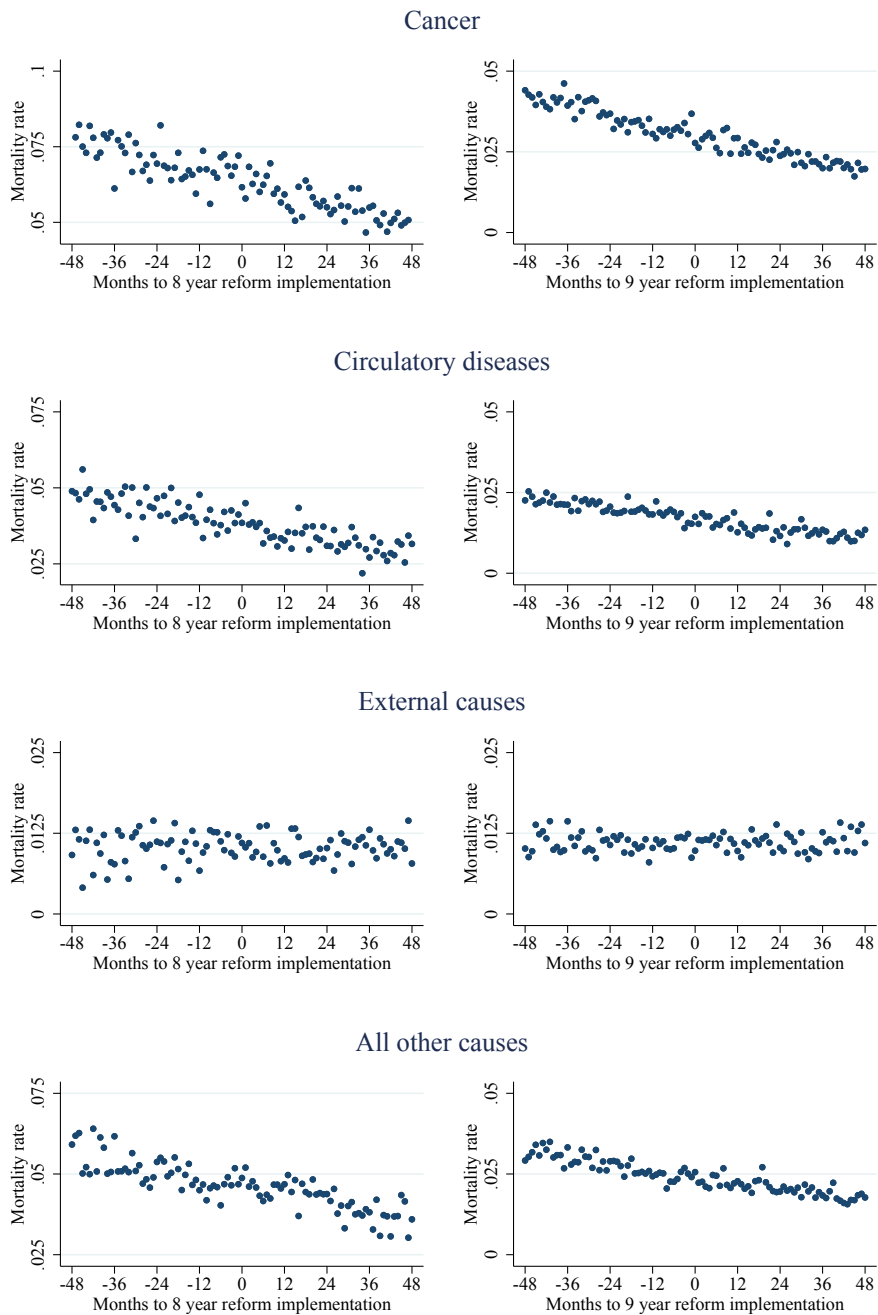 Cancer
Mortality rate
.05 .075 .1
-48 -36 -24 -12 0 12 24 36 48
Months to 8 year reform implementation
Mortality rate
0 .025 .05
-48 -36 -24 -12 0 12 24 36 48
Months to 9 year reform implementation
Circulatory diseases
Mortality rate
.025 .05 .075
-48 -36 -24 -12 0 12 24 36 48
Months to 8 year reform implementation
Mortality rate
0 .025 .05
-48 -36 -24 -12 0 12 24 36 48
Months to 9 year reform implementation
External causes
Mortality rate
0 .0125 .025
-48 -36 -24 -12 0 12 24 36 48
Months to 8 year reform implementation
Mortality rate
0 .0125 .025
-48 -36 -24 -12 0 12 24 36 48
Months to 9 year reform implementation
All other causes
Mortality rate
.025 .05 .075
-48 -36 -24 -12 0 12 24 36 48
Months to 8 year reform implementation
Mortality rate
0 .025 .05
-48 -36 -24 -12 0 12 24 36 48
Months to 9 year reform implementation